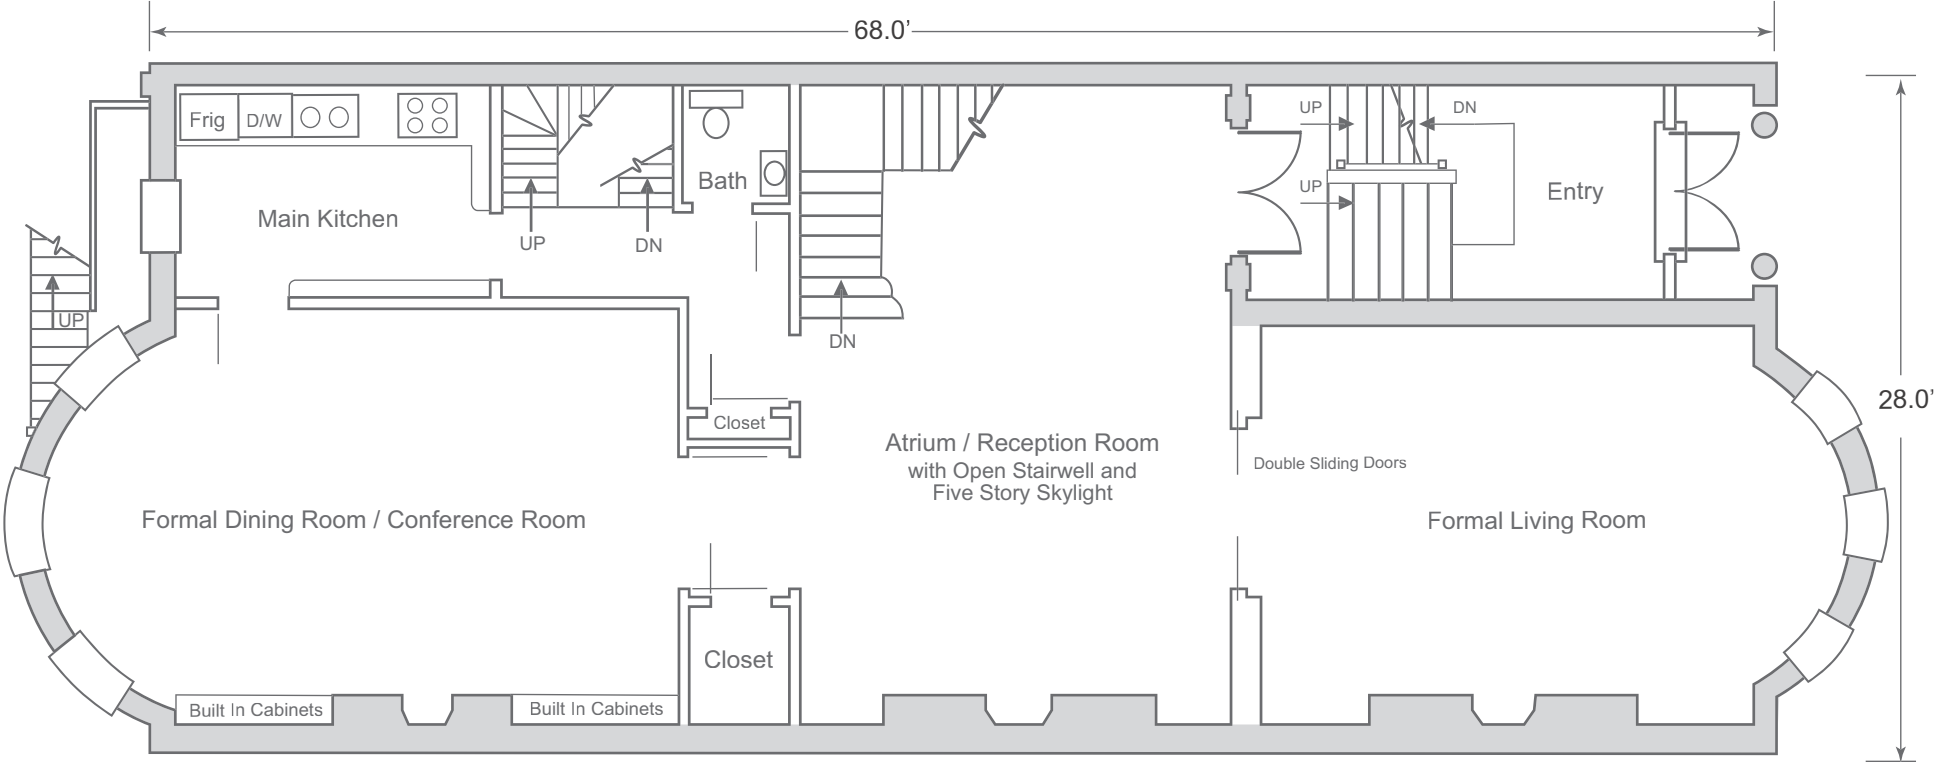 68.0’
Frig
D/W
UP
DN
Bath
UP
DN
Entry
UP
Main Kitchen
UP
DN
UP
DN
28.0’
Closet
Atrium / Reception Room
with Open Stairwell and
Five Story Skylight
Double Sliding Doors
Formal Dining Room / Conference Room
Formal Living Room
Closet
Built In Cabinets
Built In Cabinets